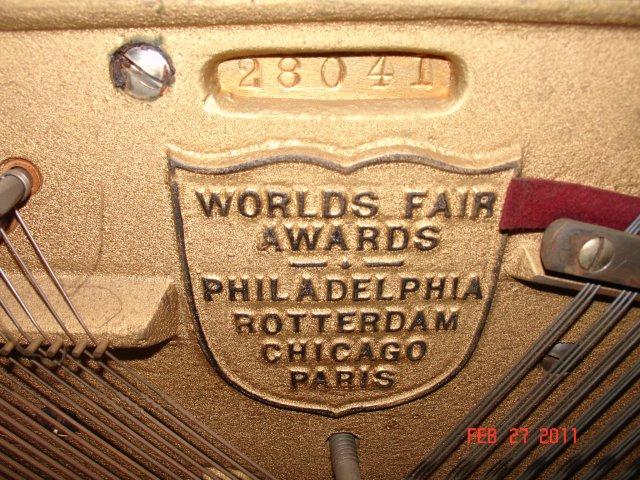 28041
WORLDS FAIR
AWARDS
PHILADELPHIA
ROTTERDAM
CHICAGO
PARIS
FEB 27 2011